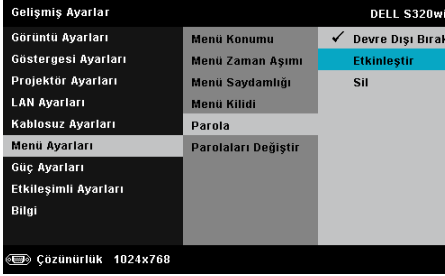 Gelişmiş Ayarlar DELL S320wi
Görüntü Ayarları
Göstergesi Ayarları
Projektör Ayarları
LAN Ayarları
Kablosuz Ayarları
Menü Ayarları
Güç Ayarları
Etkileşimli Ayarları
Bilgi
Menü Konumu
Menü Zaman Aşımı
Menü Saydamlığı
Menü Kilidi
Parola
Parolaları Değiştir
✓ Devre Dışı Bırak
Etkinleştir
Sil
Çözünürlük 1024x768